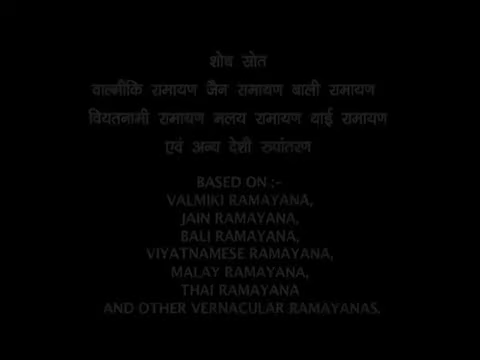 शोध स्रोत
वाल्मीकि रामायण जैन रामायण बाली रामायण
वियतनामी रामायण मलय रामायण थाई रामायण
एवं अन्य देशी रुपांतरण
BASED ON :-
VALMIKI RAMAYANA,
JAIN RAMAYANA,
BALI RAMAYANA,
VIYATNAMESE RAMAYANA,
MALAY RAMAYANA,
THAI RAMAYANA
AND OTHER VERNACULAR RAMAYANAS.